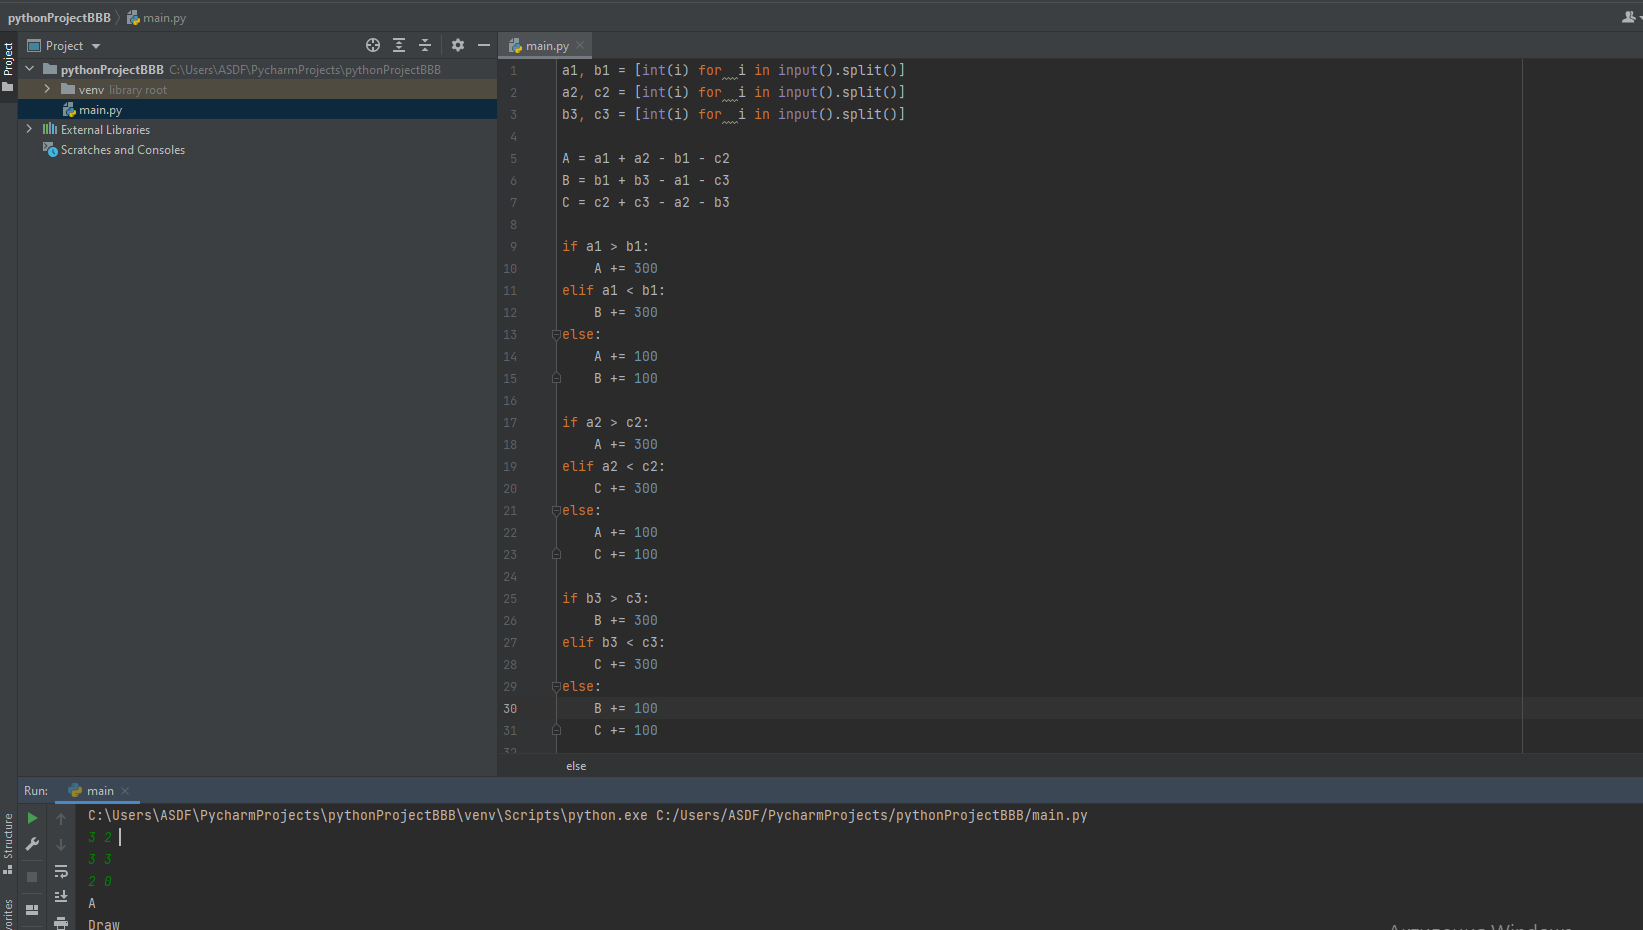 pythonProjectBBB main.py
Project
Project
main.py
pythonProjectBBB C:\Users\ASDF\PycharmProjects\pythonProjectBBB
venv library root
main.py
External Libraries
Scratches and Consoles
1 a1, b1 = [int(i) for i in input().split()]
2 a2, c2 = [int(i) for i in input().split()]
3 b3, c3 = [int(i) for i in input().split()]
4
5 A = a1 + a2 - b1 - c2
6 B = b1 + b3 - a1 - c3
7 C = c2 + c3 - a2 - b3
8
9 if a1 > b1:
10 A += 300
11 elif a1 < b1:
12 B += 300
13 else:
14 A += 100
15 B += 100
16
17 if a2 > c2:
18 A += 300
19 elif a2 < c2:
20 C += 300
21 else:
22 A += 100
23 C += 100
24
25 if b3 > c3:
26 B += 300
27 elif b3 < c3:
28 C += 300
29 else:
30 B += 100
31 C += 100
32
else
Run: main
C:\Users\ASDF\PycharmProjects\pythonProjectBBB\venv\Scripts\python.exe C:/Users/ASDF/PycharmProjects/pythonProjectBBB/main.py
3 2
3 3
2 0
A
Draw
Structure